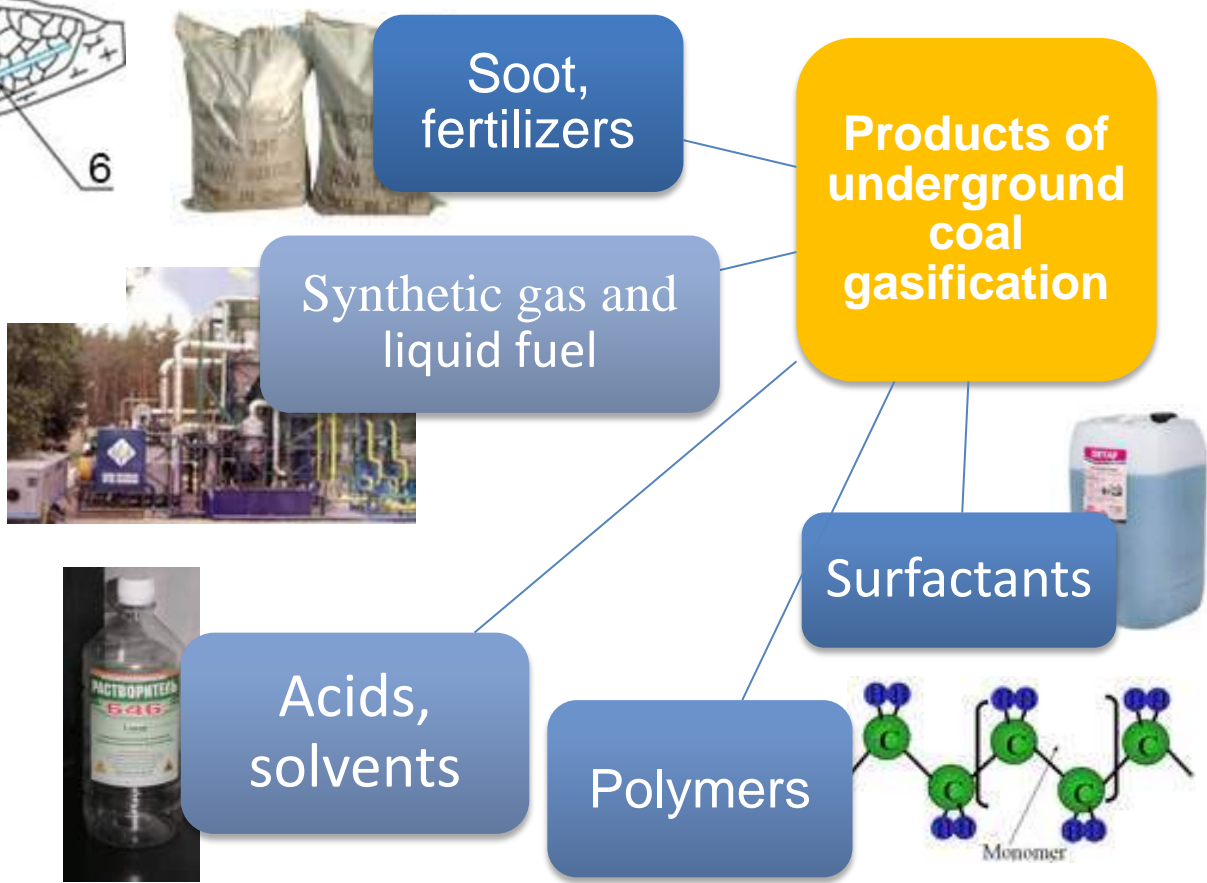 6
Soot,
fertilizers
Products of
underground
coal
gasification
Synthetic gas and
liquid fuel
Surfactants
РАСТВОРИТЕЛЬ
646
Acids,
solvents
Polymers
C
C
C
C
C
Monomer